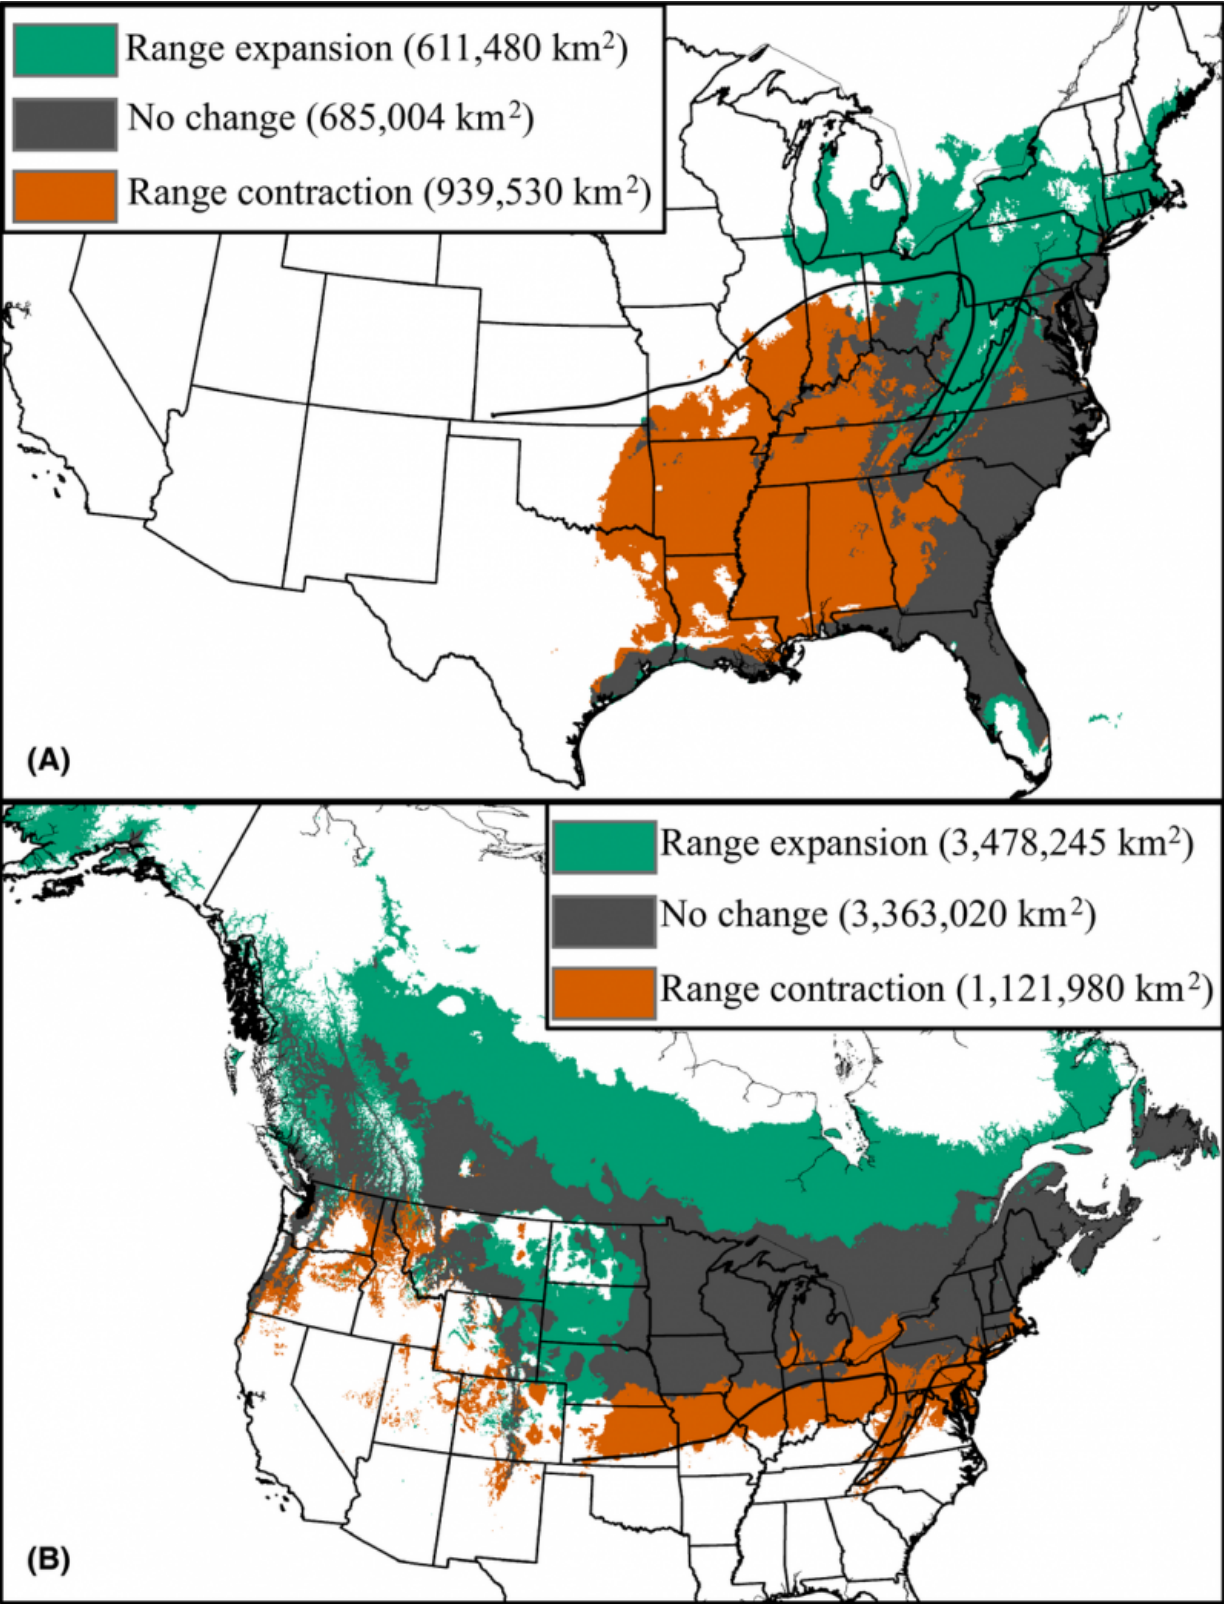 Range expansion (611,480 km²)
No change (685,004 km²)
Range contraction (939,530 km²)
(A)
Range expansion (3,478,245 km²)
No change (3,363,020 km²)
Range contraction (1,121,980 km²)
(B)